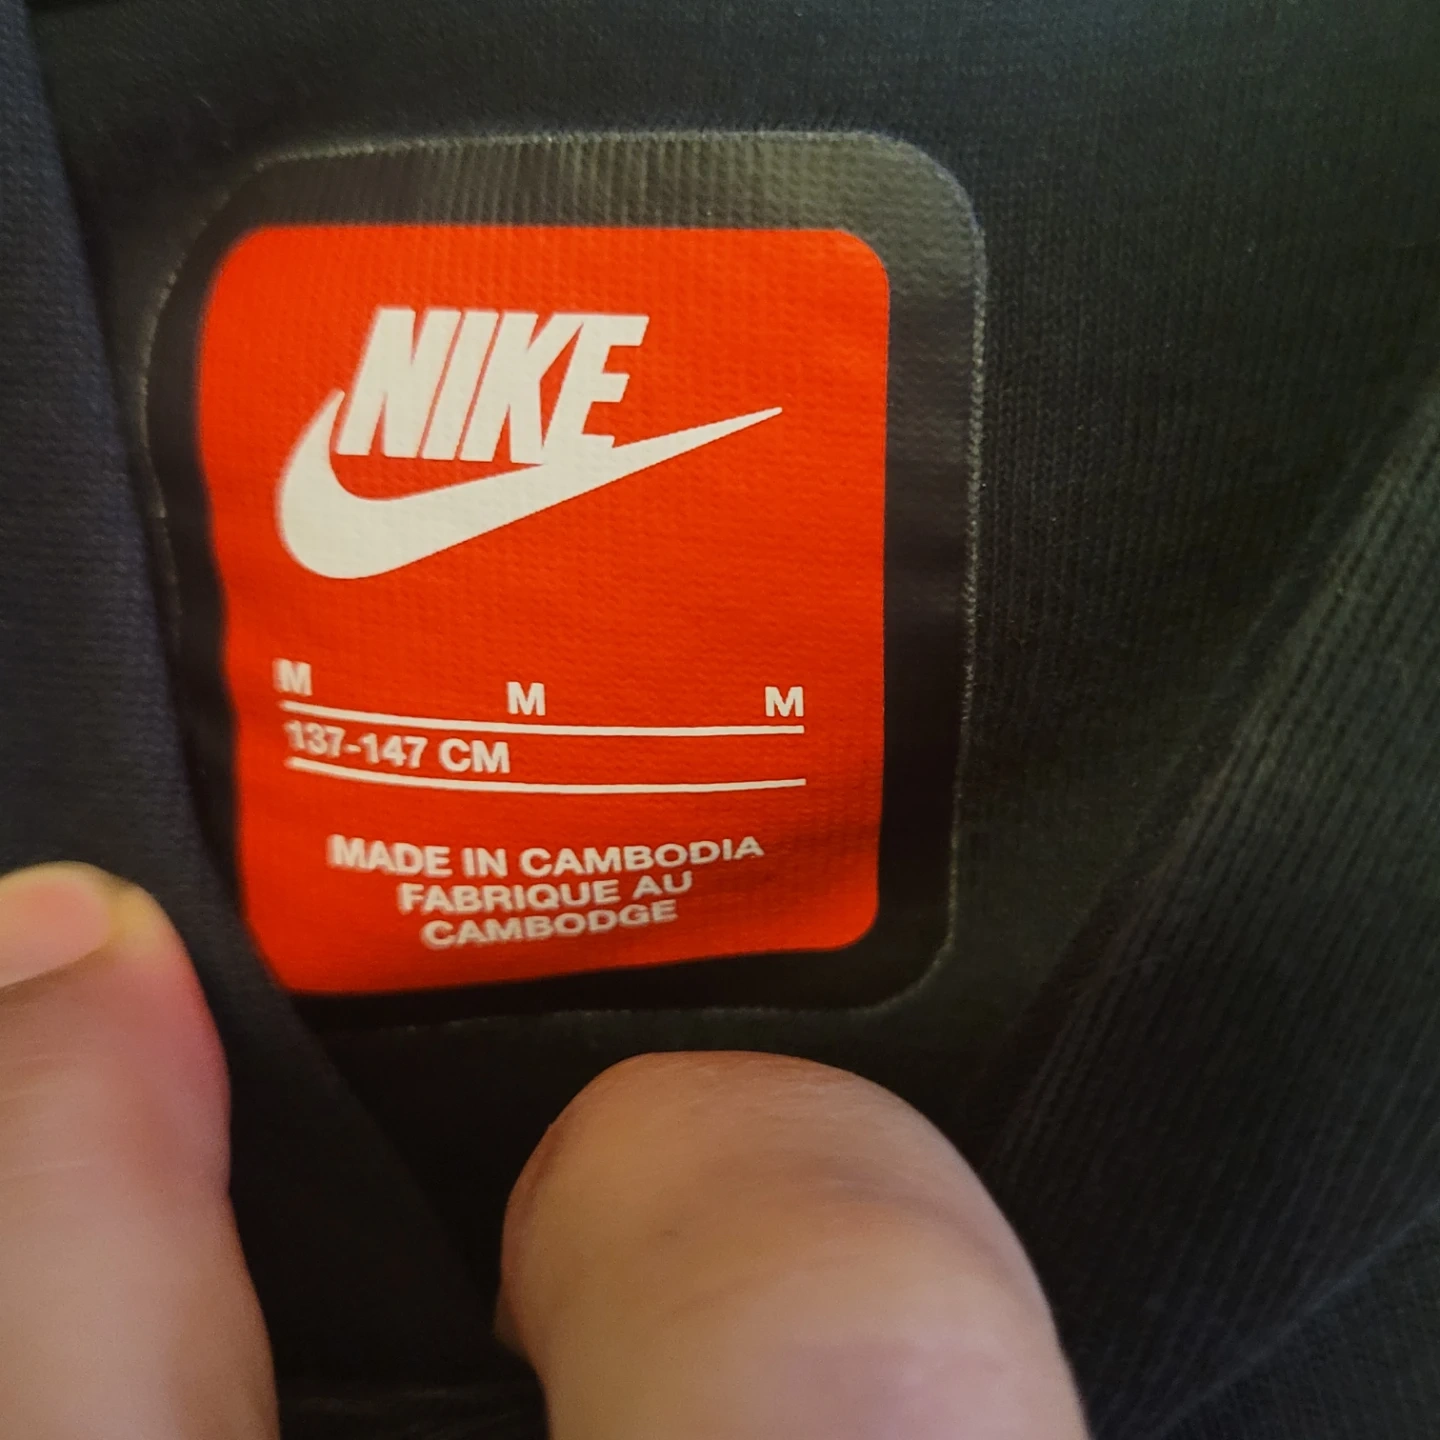 NIKE
M M M
137-147 CM
MADE IN CAMBODIA
FABRIQUE AU
CAMBODGE